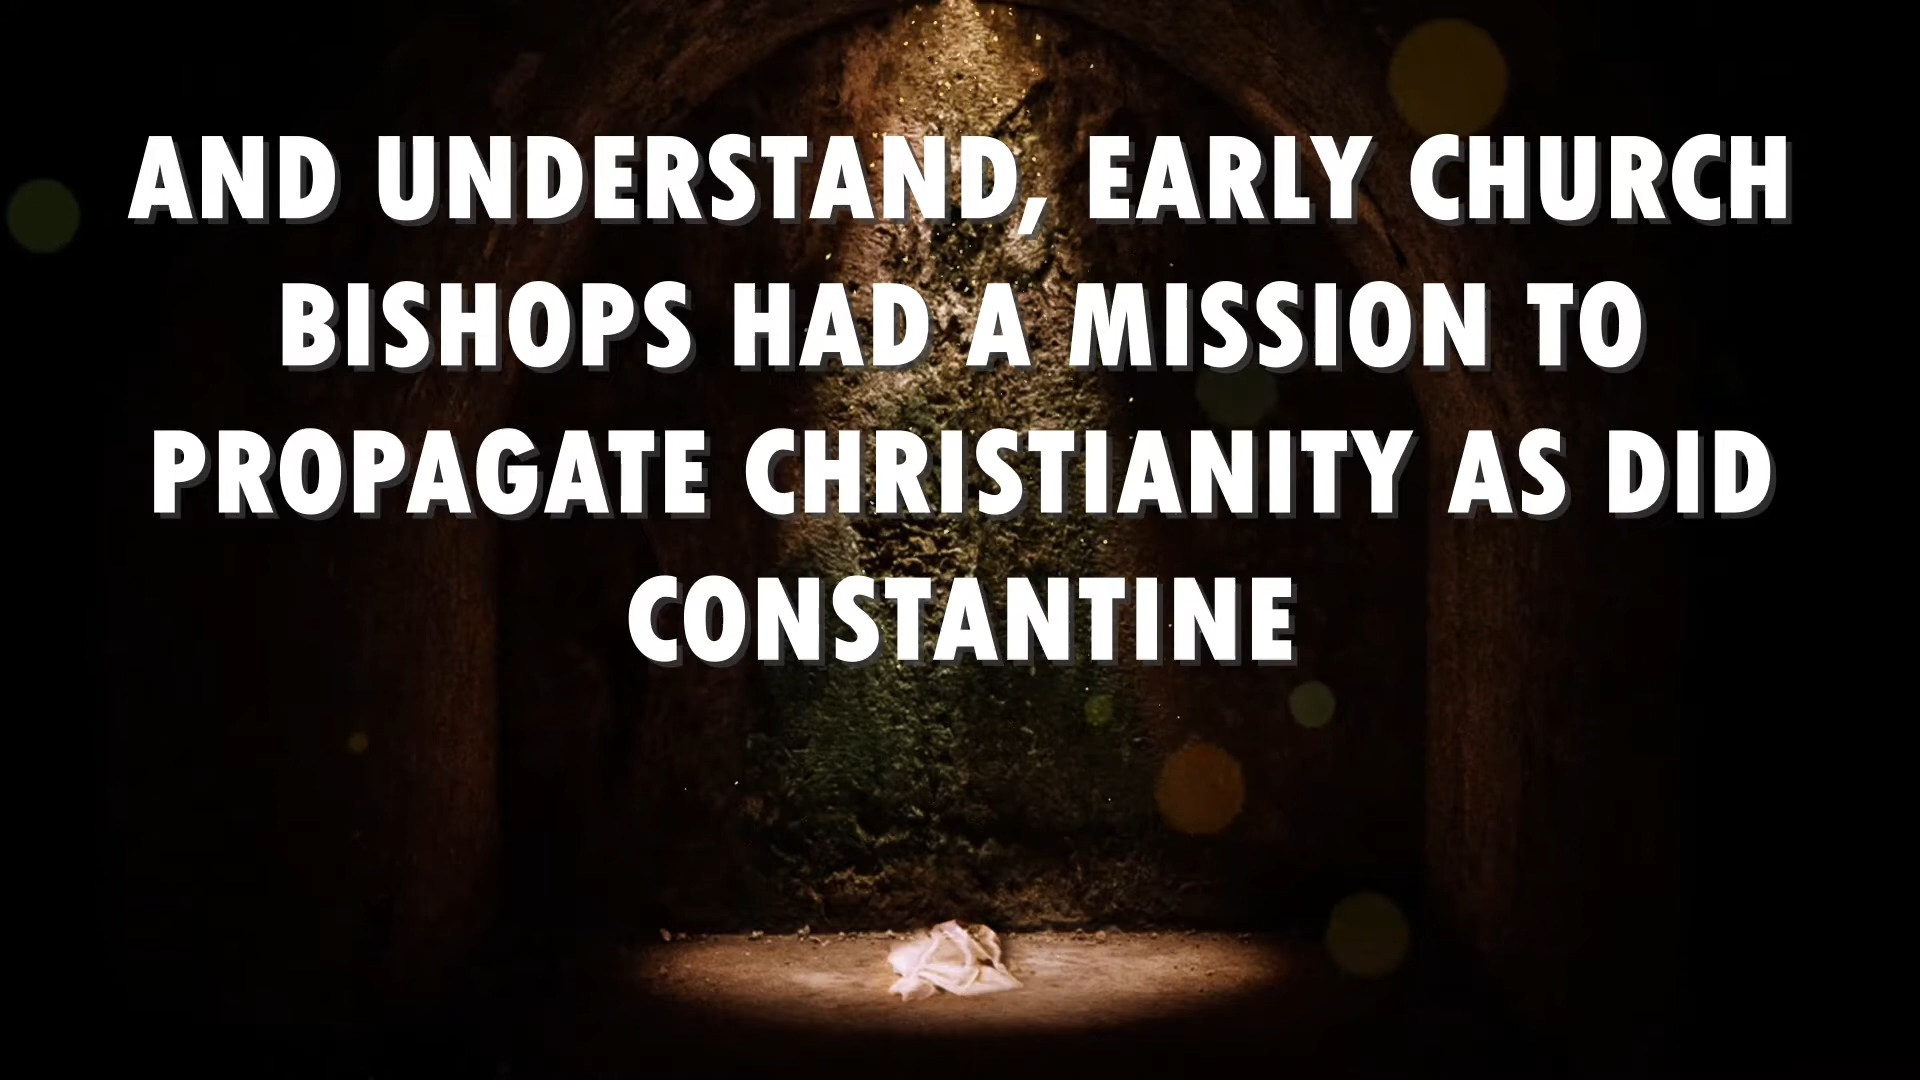 AND UNDERSTAND, EARLY CHURCH
BISHOPS HAD A MISSION TO
PROPAGATE CHRISTIANITY AS DID
CONSTANTINE